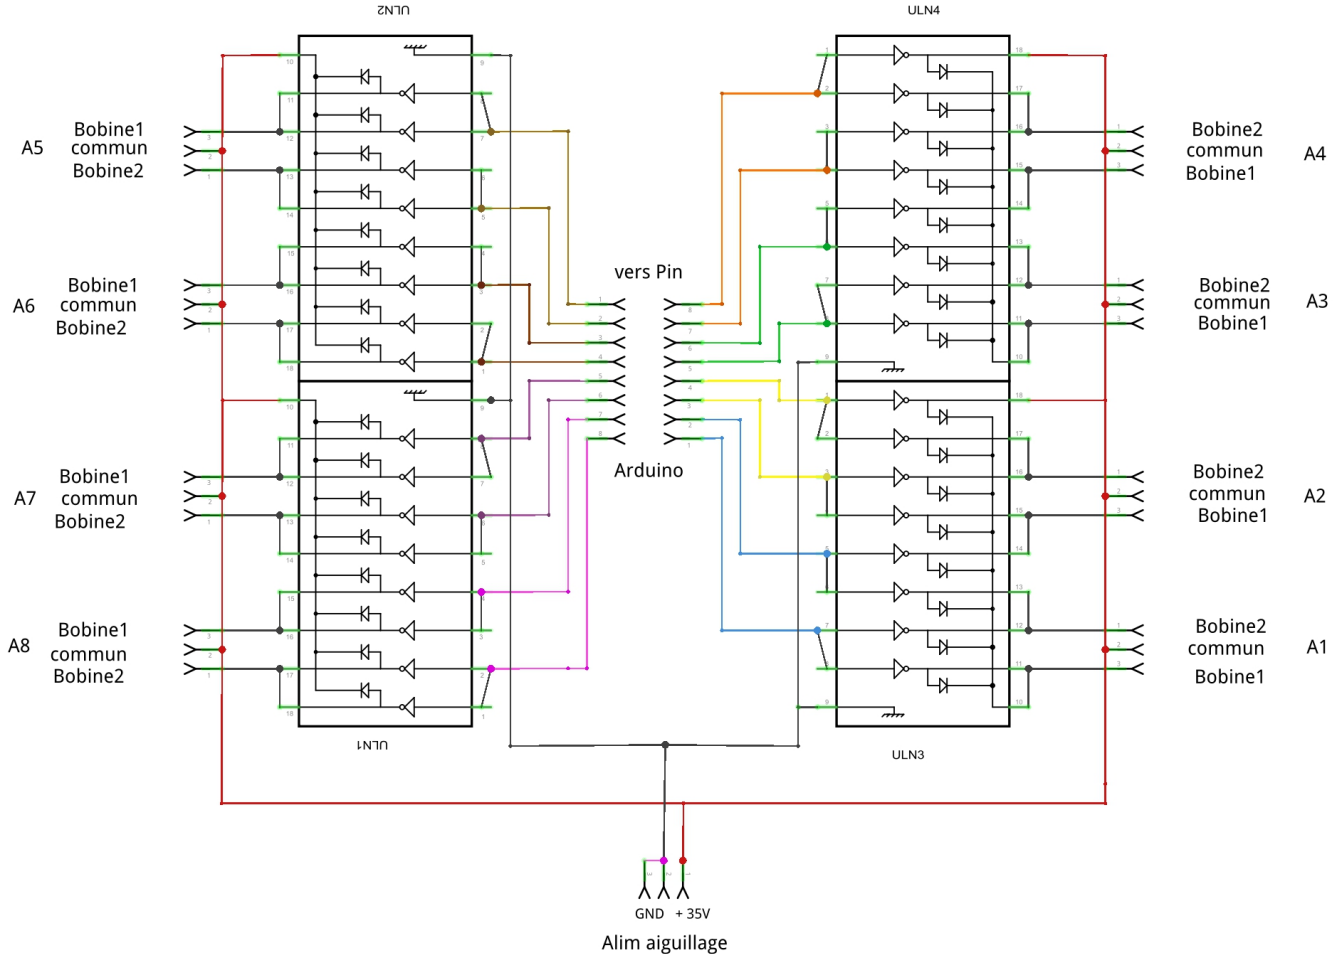 ULN2
ULN4
A5
Bobine1
commun
Bobine2
Bobine2
commun
Bobine1
A4
A6
Bobine1
commun
Bobine2
vers Pin
Bobine2
commun
Bobine1
A3
Arduino
A7
Bobine1
commun
Bobine2
Bobine2
commun
Bobine1
A2
A8
Bobine1
commun
Bobine2
Bobine2
commun
Bobine1
A1
ULN1
ULN3
GND + 35V
Alim aiguillage